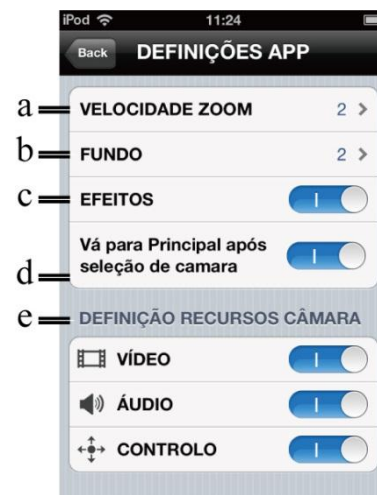 iPod 11:24
Back DEFINIÇÕES APP
a VELOCIDADE ZOOM 2 >
b FUNDO 2 >
c EFEITOS
Vá para Principal após
d seleção de camara
e DEFINIÇÃO RECURSOS CÂMARA
VÍDEO
ÁUDIO
CONTROLO